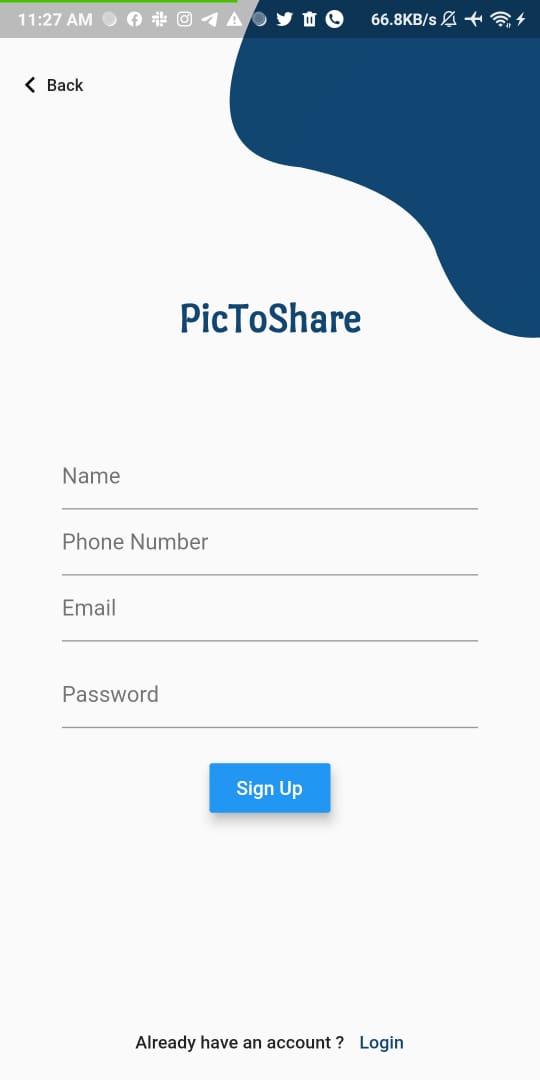 11:27 AM 66.8KB/s
Back
PicToShare
Name
Phone Number
Email
Password
Sign Up
Already have an account ? Login